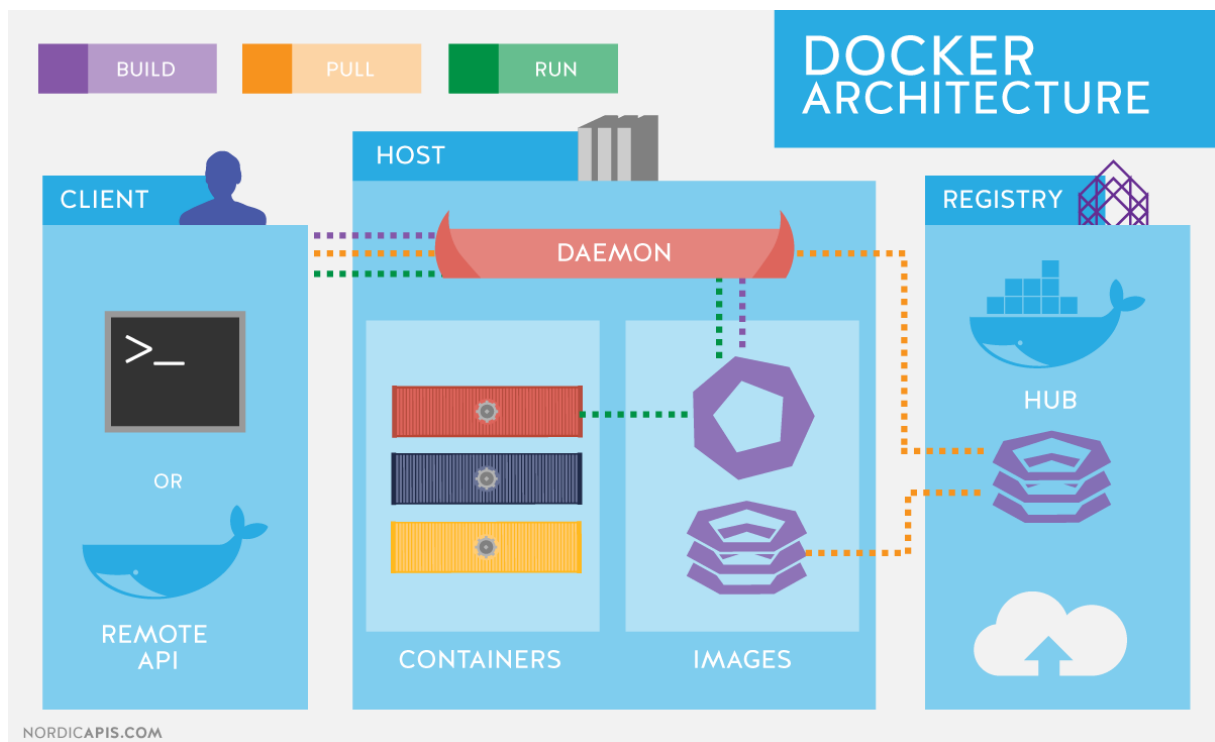 BUILD
PULL
RUN
DOCKER
ARCHITECTURE
CLIENT
HOST
REGISTRY
DAEMON
>_
HUB
OR
REMOTE
API
CONTAINERS
IMAGES
NORDICAPIS.COM